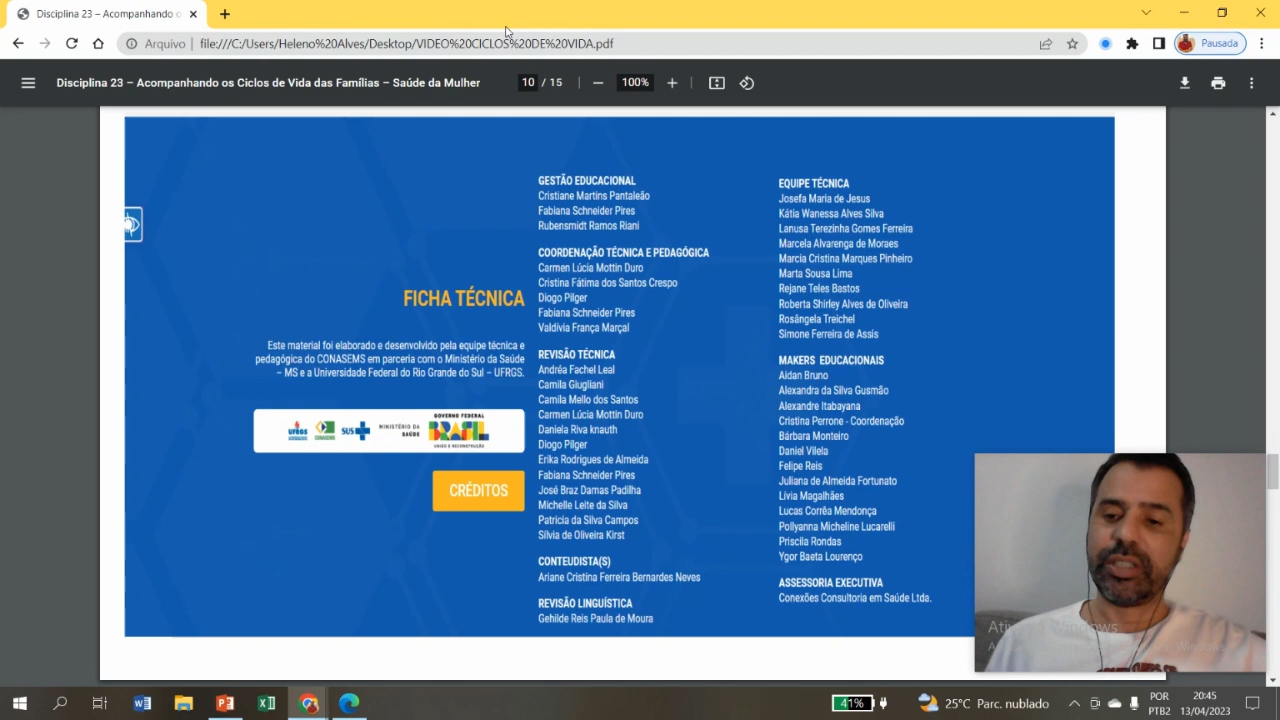 Disciplina 23 – Acompanhando o
Arquivo
file:///C:/Users/Heleno%20Alves/Desktop/VIDEO%20CICLOS%20DE%20VIDA.pdf
Pausada
Disciplina 23 – Acompanhando os Ciclos de Vida das Famílias – Saúde da Mulher
10 / 15
100%
FICHA TÉCNICA
Este material foi elaborado e desenvolvido pela equipe técnica e
pedagógica do CONASEMS em parceria com o Ministério da Saúde
– MS e a Universidade Federal do Rio Grande do Sul – UFRGS.
UFRGS
CONASEMS
SUS
MINISTÉRIO DA
SAÚDE
GOVERNO FEDERAL
BRASIL
UNIÃO E RECONSTRUÇÃO
CRÉDITOS
GESTÃO EDUCACIONAL
Cristiane Martins Pantaleão
Fabiana Schneider Pires
Rubensmidt Ramos Riani
COORDENAÇÃO TÉCNICA E PEDAGÓGICA
Carmen Lúcia Mottin Duro
Cristina Fátima dos Santos Crespo
Diogo Pilger
Fabiana Schneider Pires
Valdívia França Marçal
REVISÃO TÉCNICA
Andréa Fachel Leal
Camila Giugliani
Camila Mello dos Santos
Carmen Lúcia Mottin Duro
Daniela Riva knauth
Diogo Pilger
Erika Rodrigues de Almeida
Fabiana Schneider Pires
José Braz Damas Padilha
Michelle Leite da Silva
Patricia da Silva Campos
Sílvia de Oliveira Kirst
CONTEUDISTA(S)
Ariane Cristina Ferreira Bernardes Neves
REVISÃO LINGUÍSTICA
Gehilde Reis Paula de Moura
EQUIPE TÉCNICA
Josefa Maria de Jesus
Kátia Wanessa Alves Silva
Lanusa Terezinha Gomes Ferreira
Marcela Alvarenga de Moraes
Marcia Cristina Marques Pinheiro
Marta Sousa Lima
Rejane Teles Bastos
Roberta Shirley Alves de Oliveira
Rosângela Treichel
Simone Ferreira de Assis
MAKERS EDUCACIONAIS
Aidan Bruno
Alexandra da Silva Gusmão
Alexandre Itabayana
Cristina Perrone - Coordenação
Bárbara Monteiro
Daniel Vilela
Felipe Reis
Juliana de Almeida Fortunato
Lívia Magalhães
Lucas Corrêa Mendonça
Pollyanna Micheline Lucarelli
Priscila Rondas
Ygor Baeta Lourenço
ASSESSORIA EXECUTIVA
Conexões Consultoria em Saúde Ltda.
Windows
41%
25°C Parc. nublado
POR
PTB2
20:45
13/04/2023